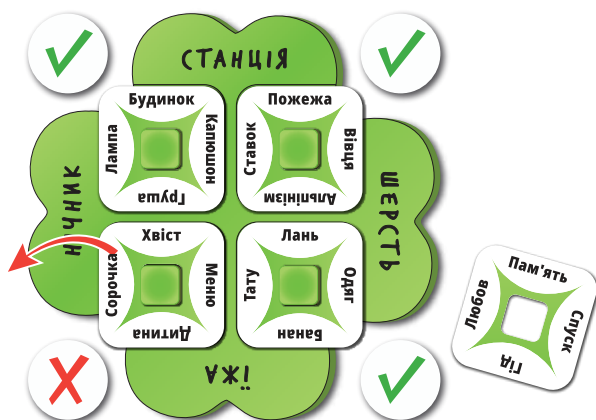 СТАНЦІЯ
Будинок
Лампа
Капюшон
Груша
Пожежа
Ставок
Вівця
Альпінізм
НІЧНИК
ШЕРСТЬ
Хвіст
Сорочка
Меню
Дитина
Лань
Тату
Одяг
Банан
ЇЖА
Пам'ять
Любов
Спуск
Гід